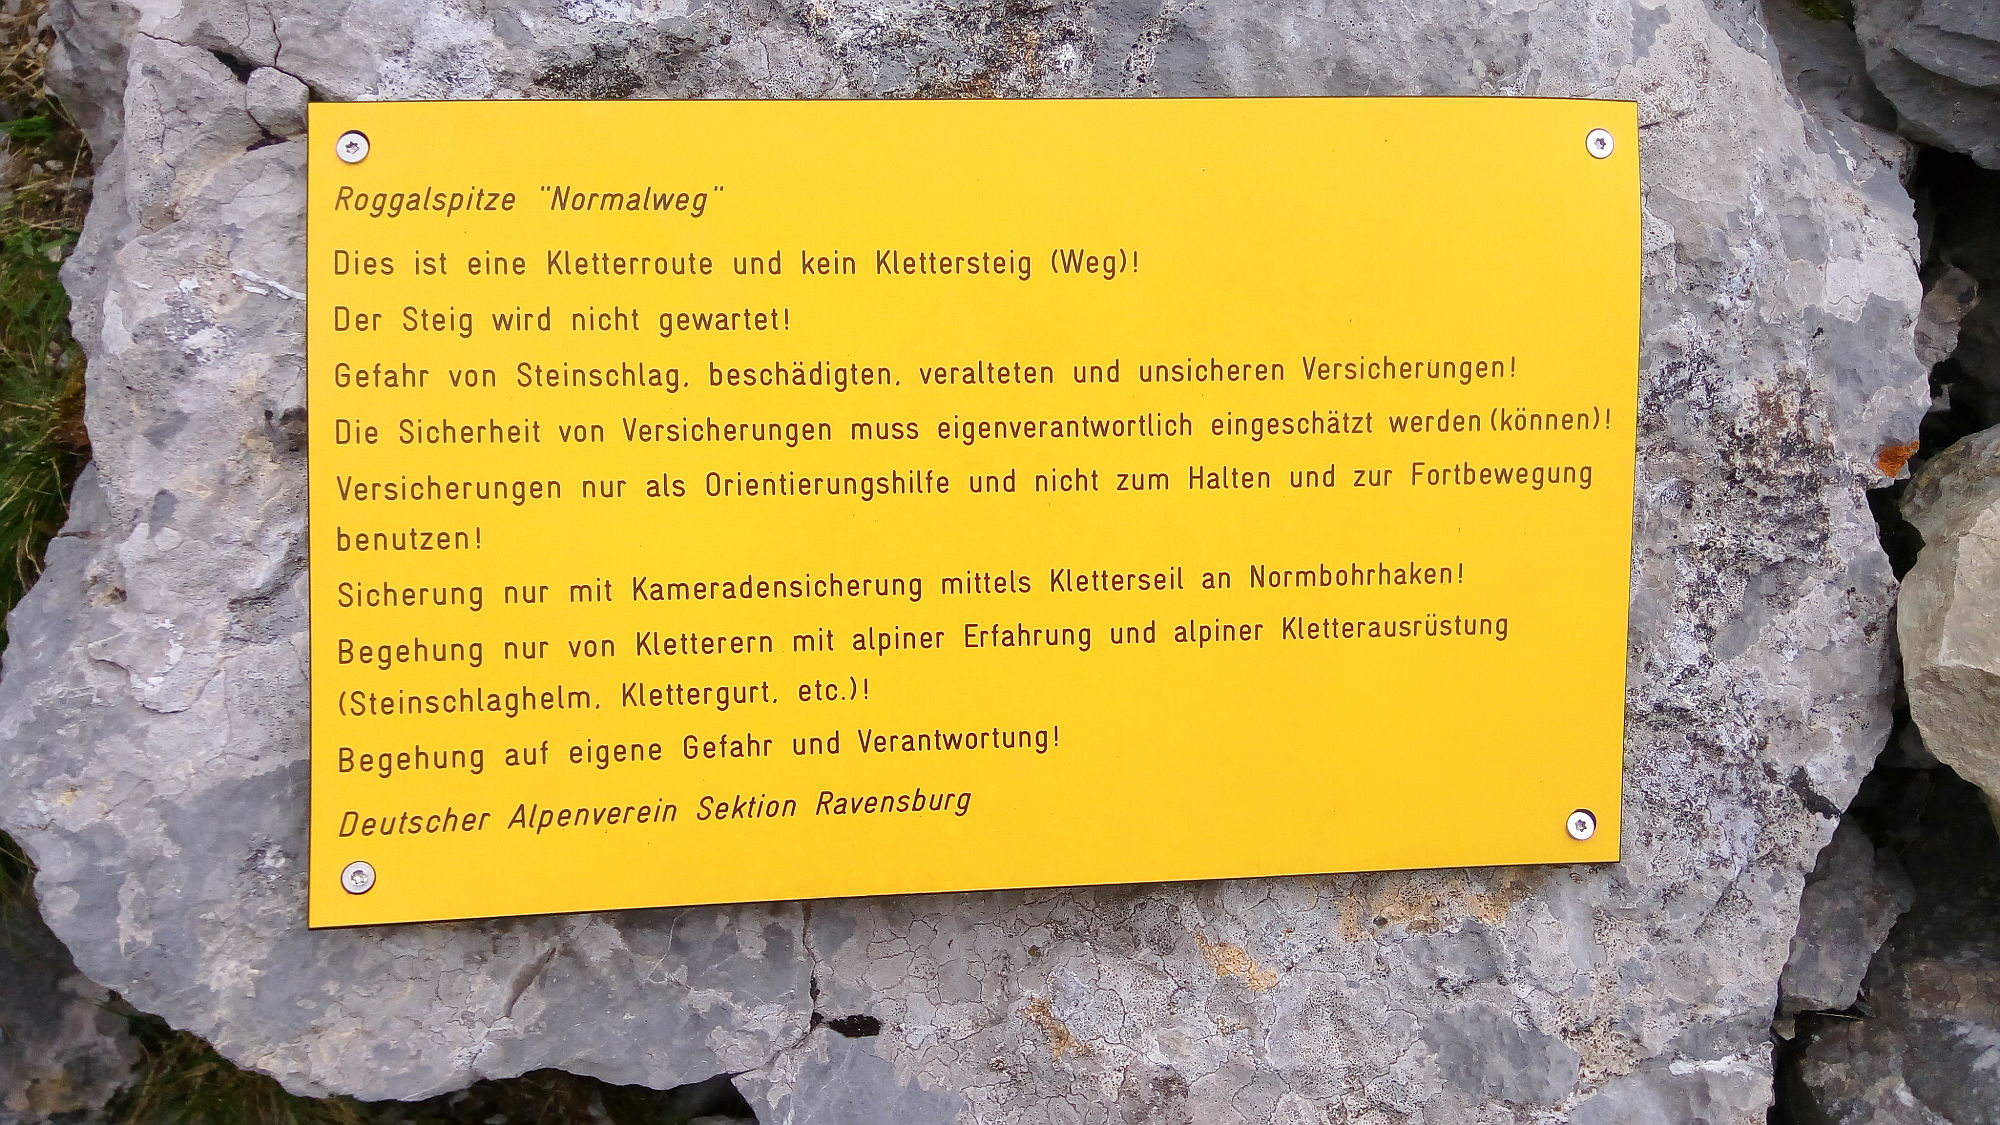 Roggalspitze "Normalweg"
Dies ist eine Kletterroute und kein Klettersteig (Weg)!
Der Steig wird nicht gewartet!
Gefahr von Steinschlag, beschädigten, veralteten und unsicheren Versicherungen!
Die Sicherheit von Versicherungen muss eigenverantwortlich eingeschätzt werden (können)!
Versicherungen nur als Orientierungshilfe und nicht zum Halten und zur Fortbewegung
benutzen!
Sicherung nur mit Kameradensicherung mittels Kletterseil an Normbohrhaken!
Begehung nur von Kletterern mit alpiner Erfahrung und alpiner Kletterausrüstung
(Steinschlaghelm, Klettergurt, etc.)!
Begehung auf eigene Gefahr und Verantwortung!
Deutscher Alpenverein Sektion Ravensburg